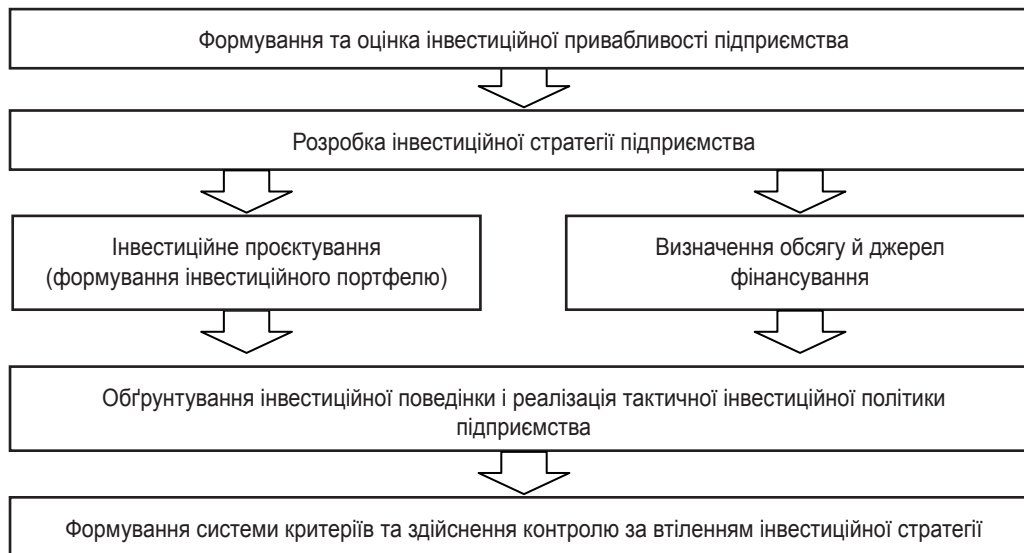 Формування та оцінка інвестиційної привабливості підприємства
Розробка інвестиційної стратегії підприємства
Інвестиційне проєктування
(формування інвестиційного портфелю)
Визначення обсягу й джерел
фінансування
Обґрунтування інвестиційної поведінки і реалізація тактичної інвестиційної політики
підприємства
Формування системи критеріїв та здійснення контролю за втіленням інвестиційної стратегії